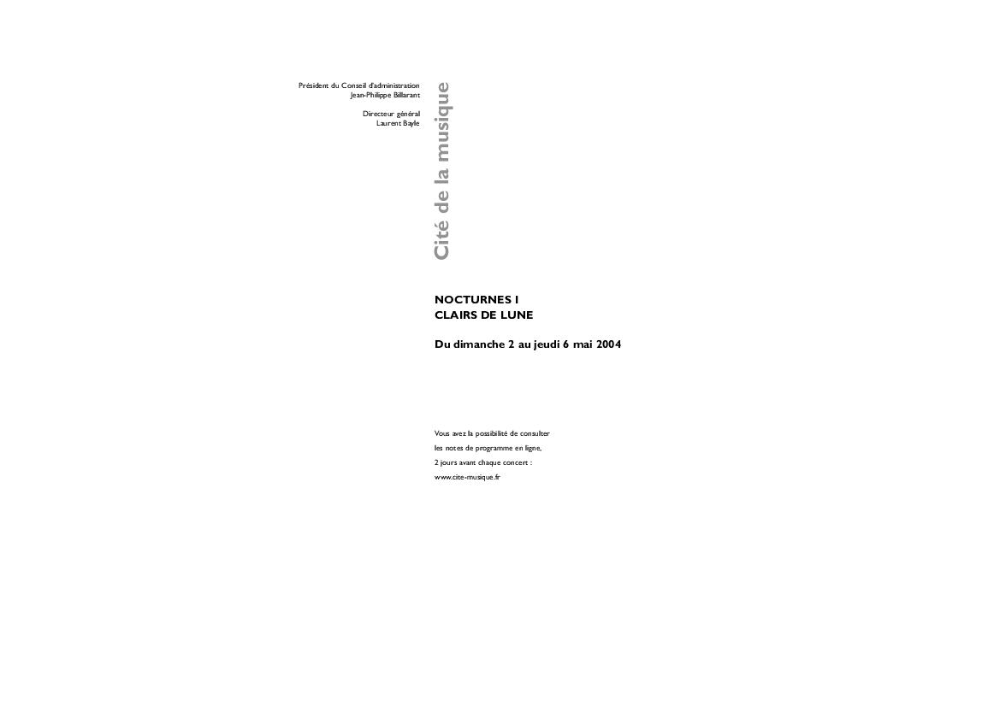 Président du Conseil d'administration
Jean-Philippe Billarant
Directeur général
Laurent Bayle
Cité de la musique
NOCTURNES I
CLAIRS DE LUNE
Du dimanche 2 au jeudi 6 mai 2004
Vous avez la possibilité de consulter
les notes de programme en ligne,
2 jours avant chaque concert :
www.cite-musique.fr